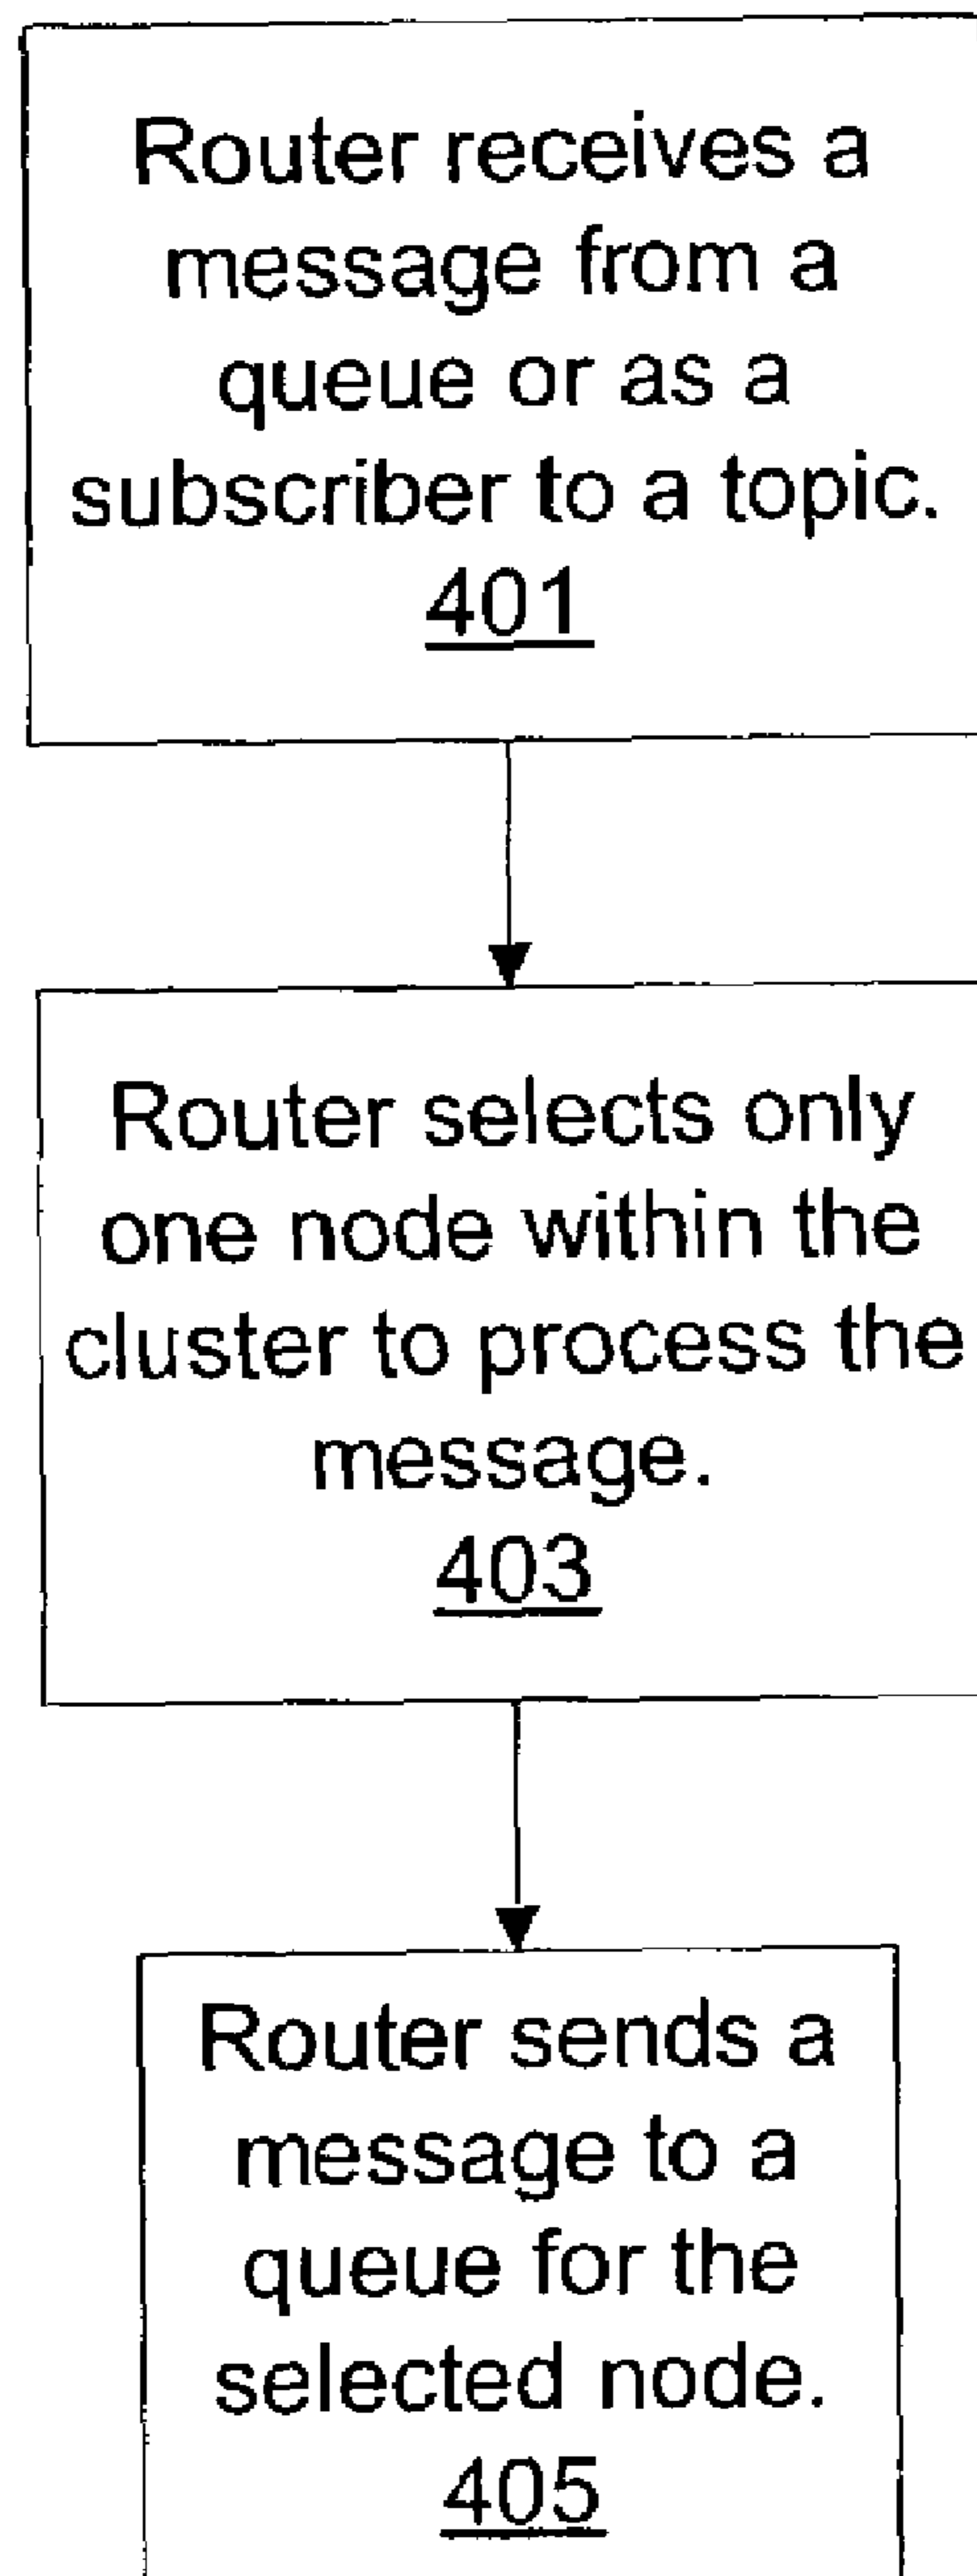 Router receives a
message from a
queue or as a
subscriber to a topic.
401
Router selects only
one node within the
cluster to process the
message.
403
Router sends a
message to a
queue for the
selected node.
405